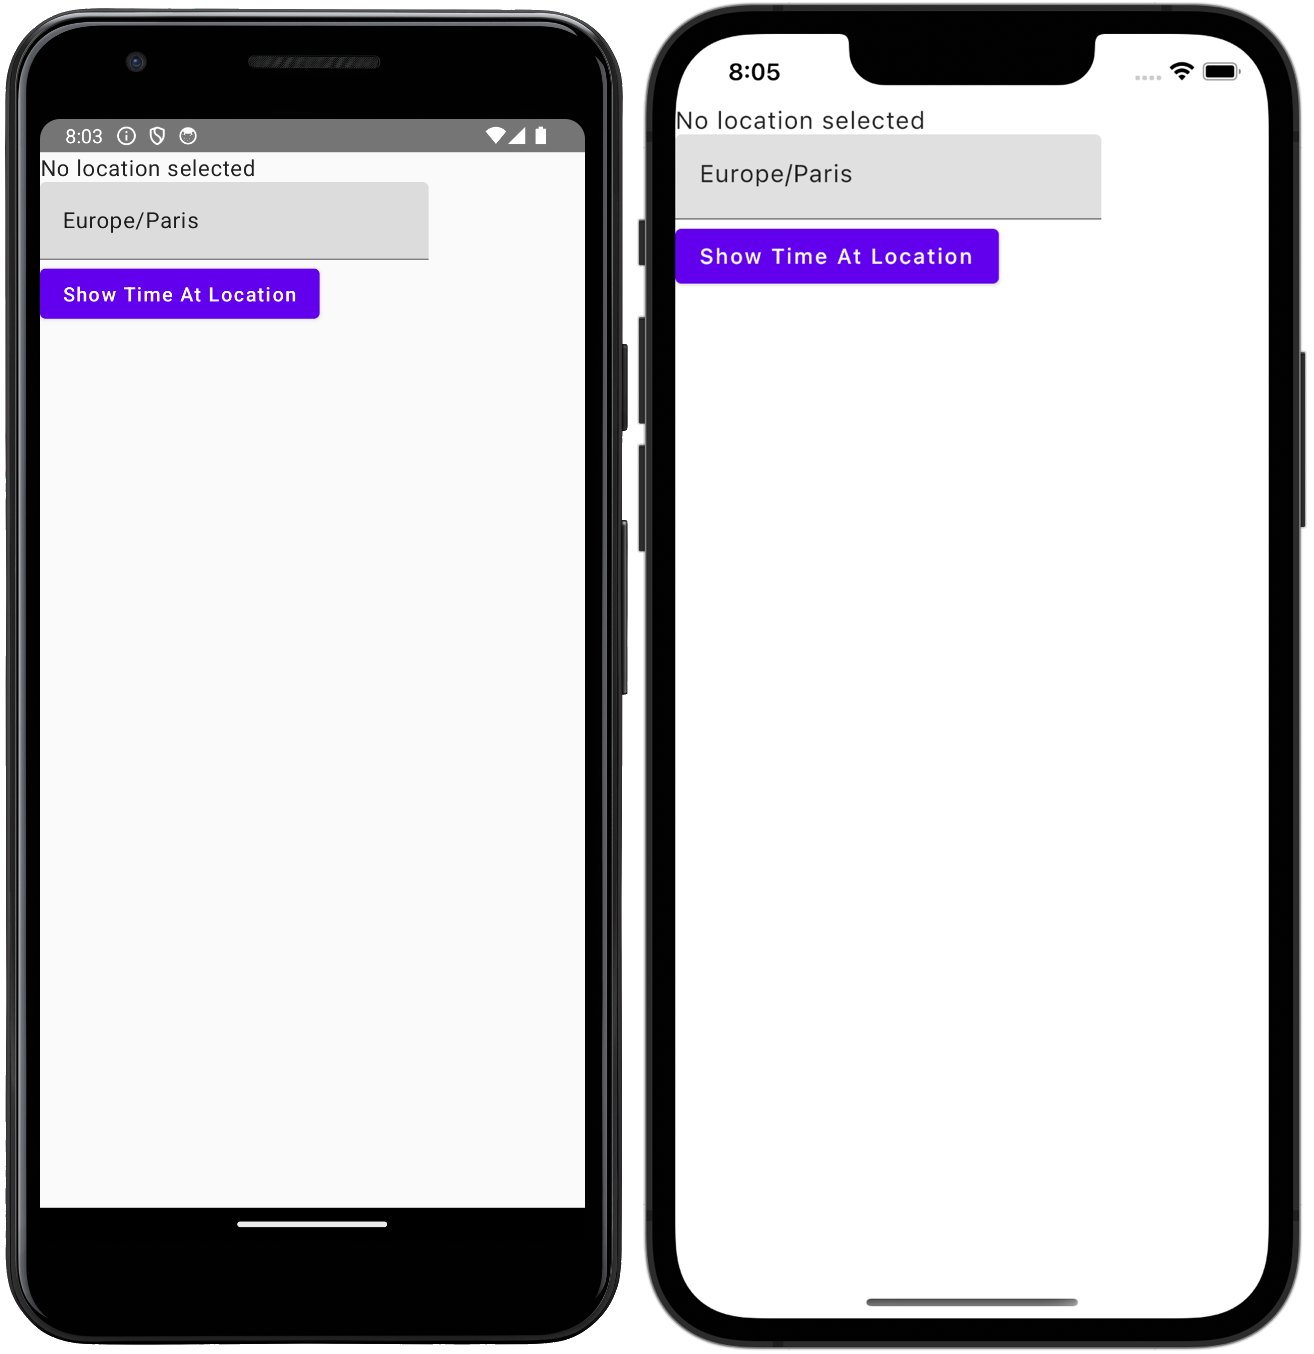 8:03
No location selected
Europe/Paris
Show Time At Location
8:05
No location selected
Europe/Paris
Show Time At Location